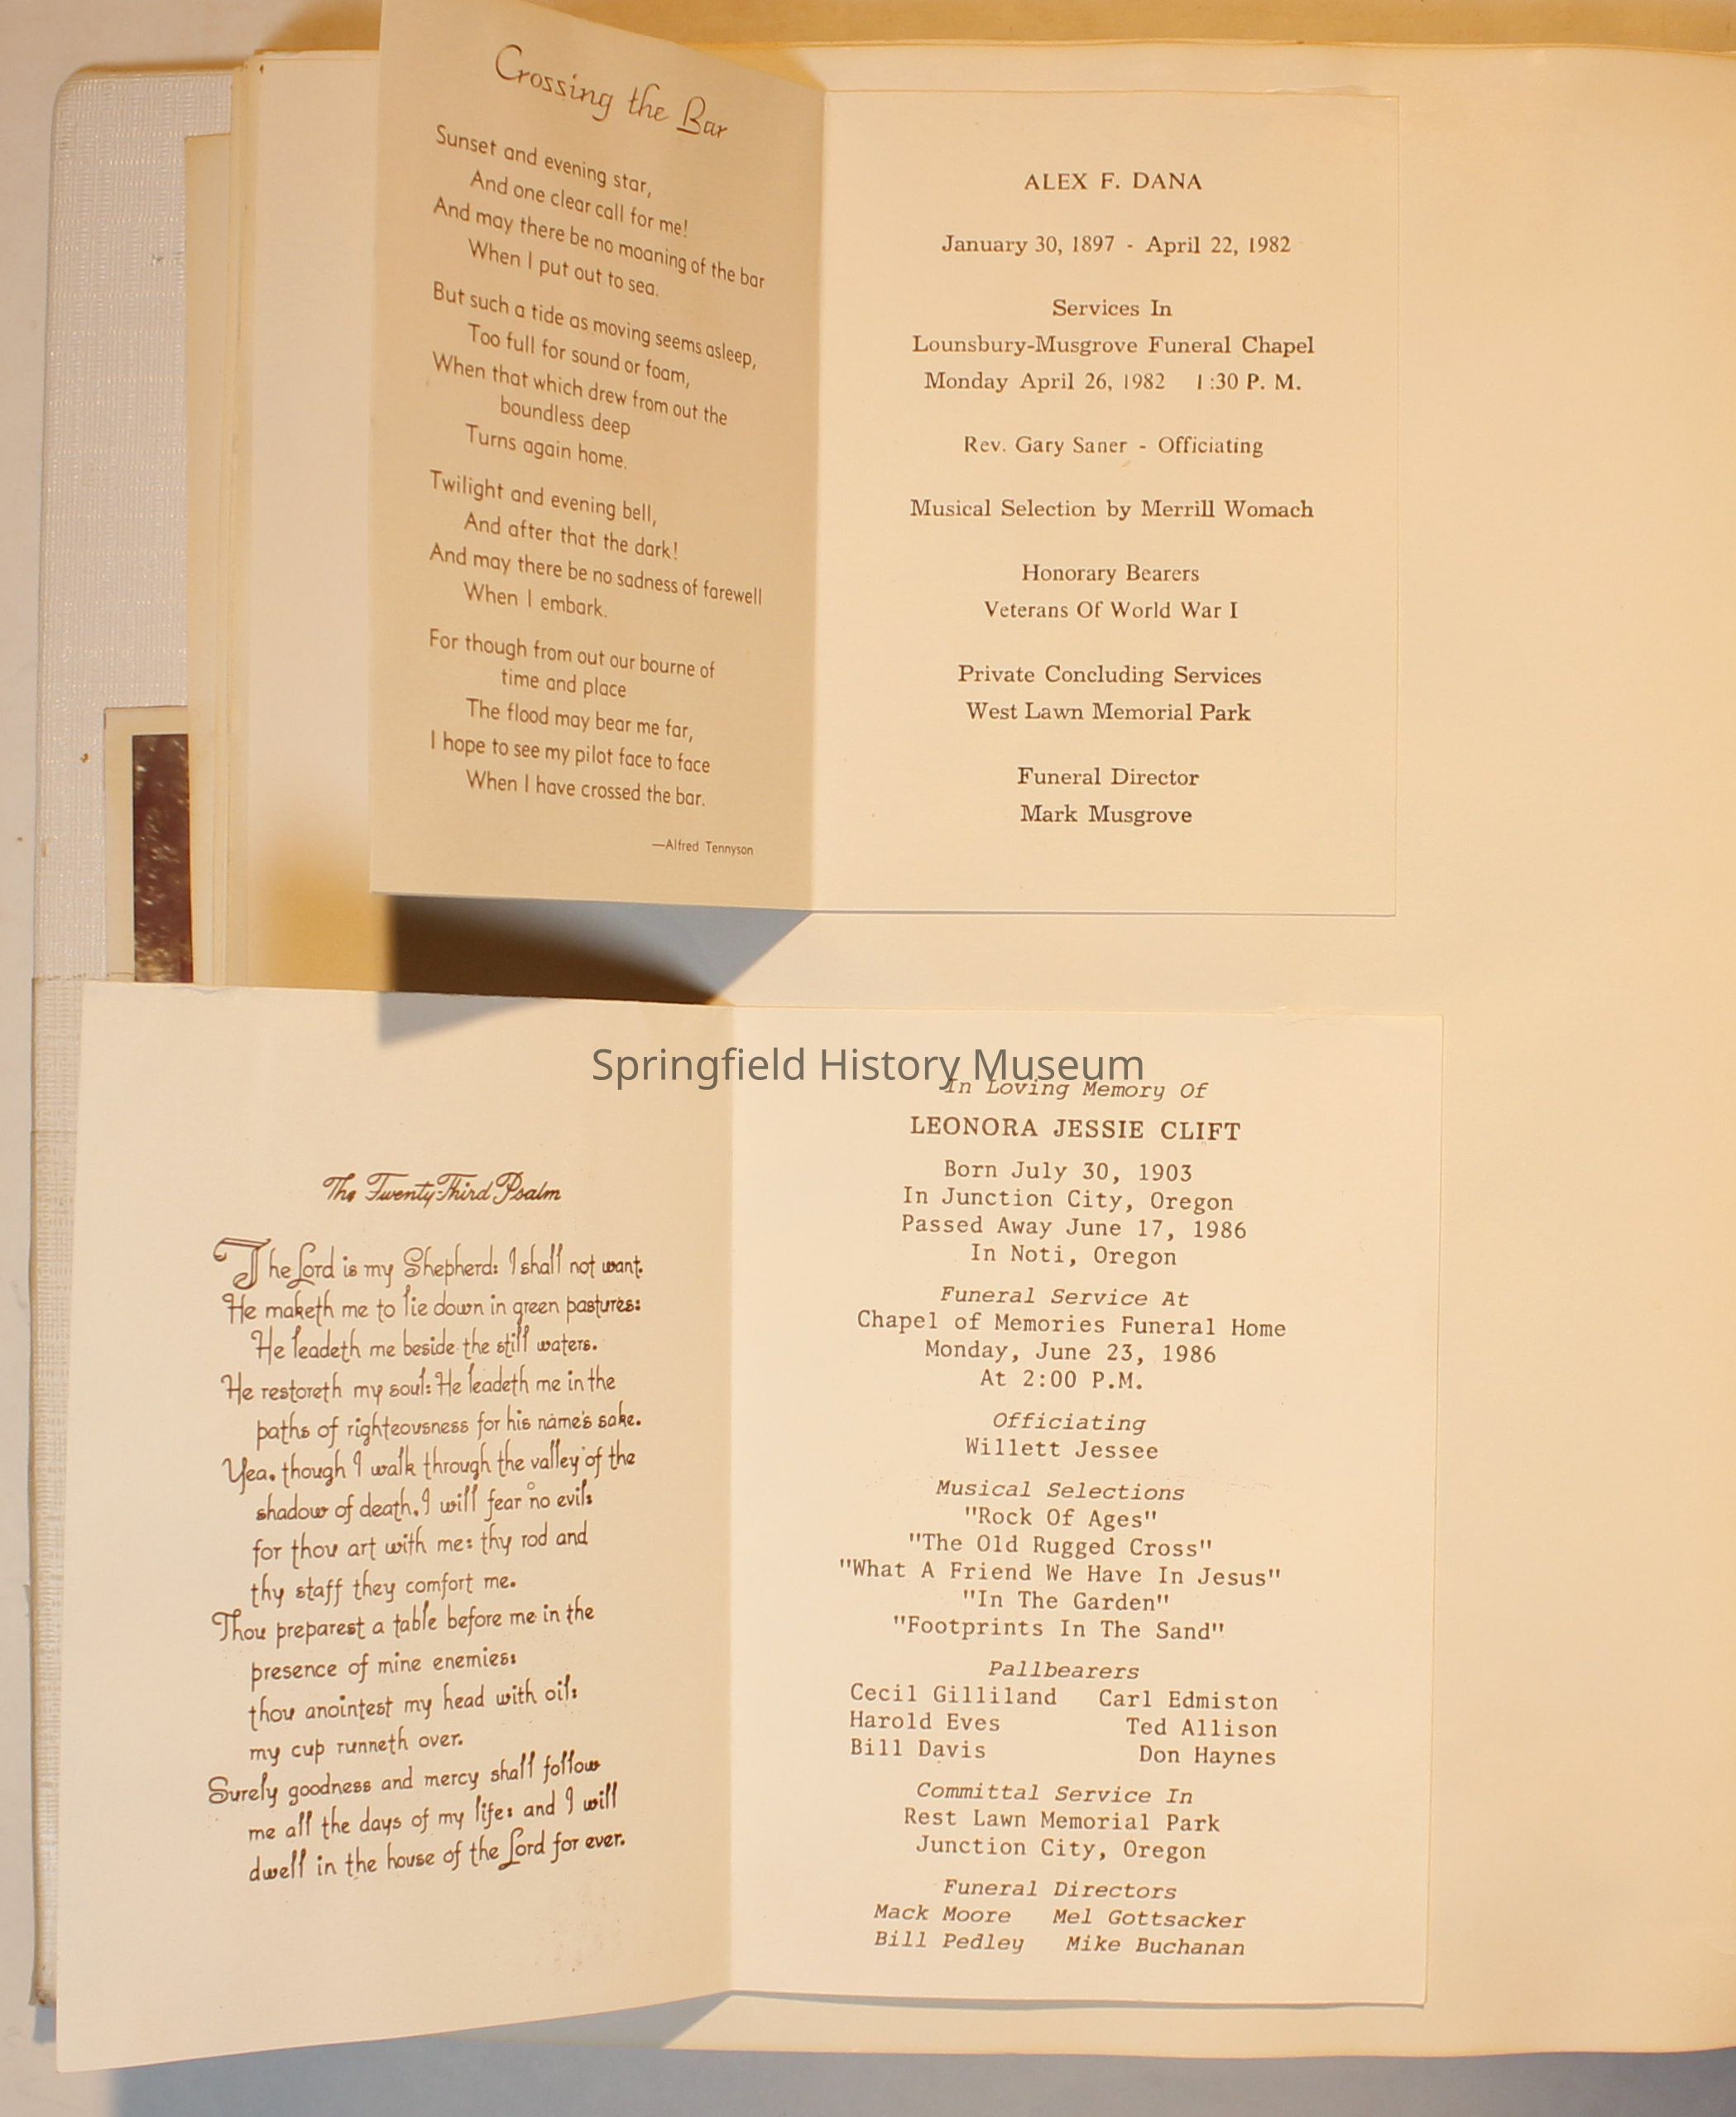 Crossing the Bar
Sunset and evening star,
And one clear call for me!
And may there be no moaning of the bar
When I put out to sea.
But such a tide as moving seems asleep,
Too full for sound or foam,
When that which drew from out the
boundless deep
Turns again home.
Twilight and evening bell,
And after that the dark!
And may there be no sadness of farewell
When I embark.
For though from out our bourne of
time and place
The flood may bear me far,
I hope to see my pilot face to face
When I have crossed the bar.
—Alfred Tennyson
ALEX F. DANA
January 30, 1897 - April 22, 1982
Services In
Lounsbury-Musgrove Funeral Chapel
Monday April 26, 1982 1:30 P. M.
Rev. Gary Saner - Officiating
Musical Selection by Merrill Womach
Honorary Bearers
Veterans Of World War I
Private Concluding Services
West Lawn Memorial Park
Funeral Director
Mark Musgrove
Springfield History Museum
The Twenty-Third Psalm
The Lord is my Shepherd: I shall not want.
He maketh me to lie down in green pastures:
He leadeth me beside the still waters.
He restoreth my soul: He leadeth me in the
paths of righteousness for his name's sake.
Yea, though I walk through the valley of the
shadow of death, I will fear no evil:
for thou art with me: thy rod and
thy staff they comfort me.
Thou preparest a table before me in the
presence of mine enemies:
thou anointest my head with oil:
my cup runneth over.
Surely goodness and mercy shall follow
me all the days of my life: and I will
dwell in the house of the Lord for ever.
In Loving Memory Of
LEONORA JESSIE CLIFT
Born July 30, 1903
In Junction City, Oregon
Passed Away June 17, 1986
In Noti, Oregon
Funeral Service At
Chapel of Memories Funeral Home
Monday, June 23, 1986
At 2:00 P.M.
Officiating
Willett Jessee
Musical Selections
"Rock Of Ages"
"The Old Rugged Cross"
"What A Friend We Have In Jesus"
"In The Garden"
"Footprints In The Sand"
Pallbearers
Cecil Gilliland Carl Edmiston
Harold Eves Ted Allison
Bill Davis Don Haynes
Committal Service In
Rest Lawn Memorial Park
Junction City, Oregon
Funeral Directors
Mack Moore Mel Gottsacker
Bill Pedley Mike Buchanan